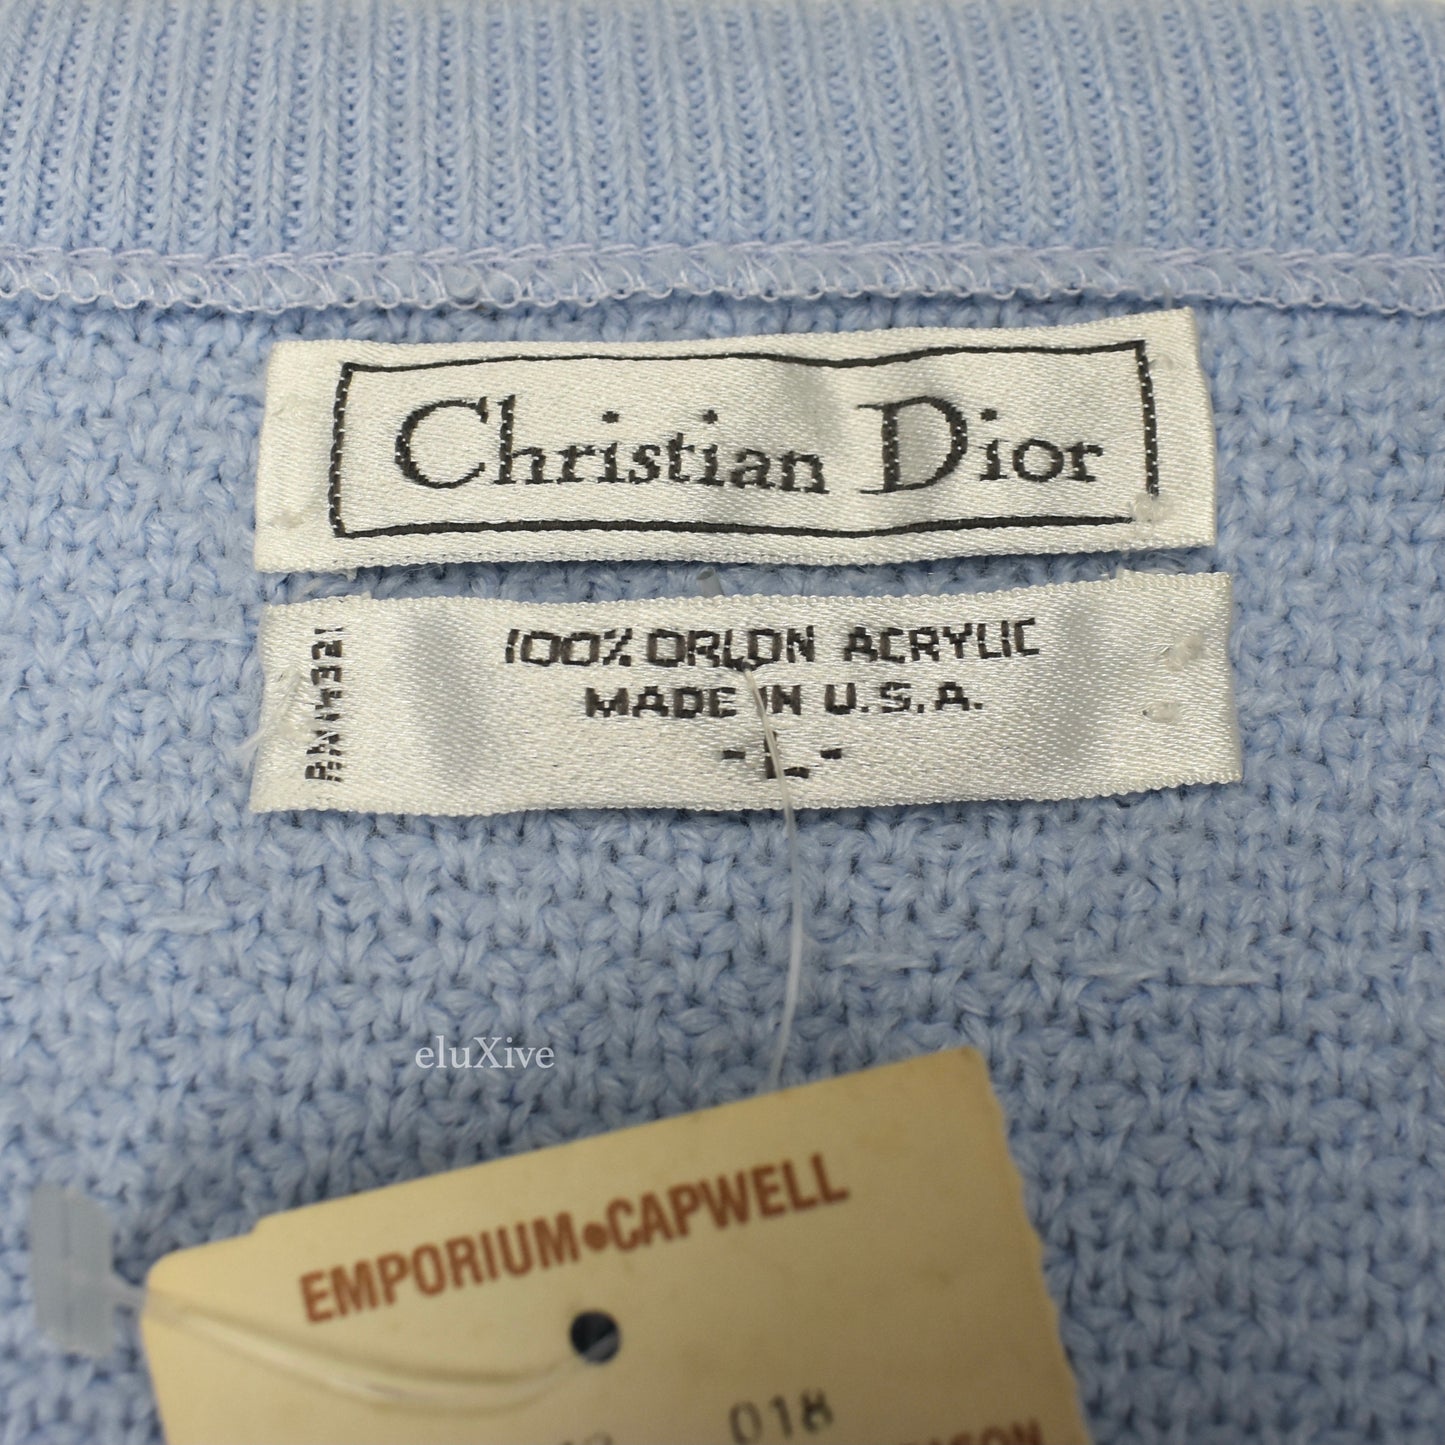 Christian Dior
100% ORLON ACRYLIC
MADE IN U.S.A.
- L -
eluXive
EMPORIUM•CAPWELL
018